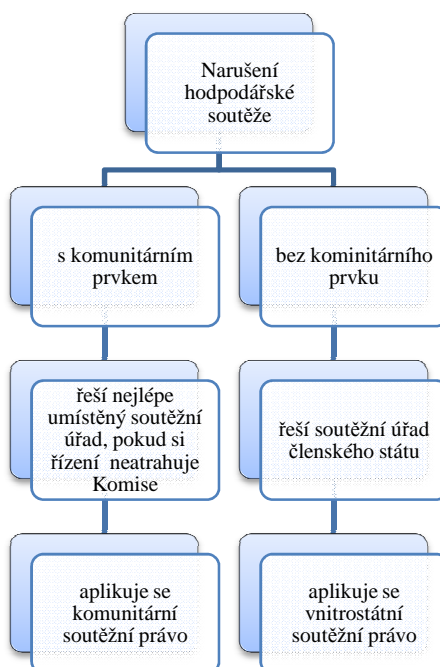 Narušení
hodpodářské
soutěže
s komunitárním
prvkem
bez kominitárního
prvku
řeší nejlépe
umístěný soutěžní
úřad, pokud si
řízení  neatrahuje
Komise
řeší soutěžní úřad
členského státu
aplikuje se
komunitární
soutěžní právo
aplikuje se
vnitrostátní
soutěžní právo